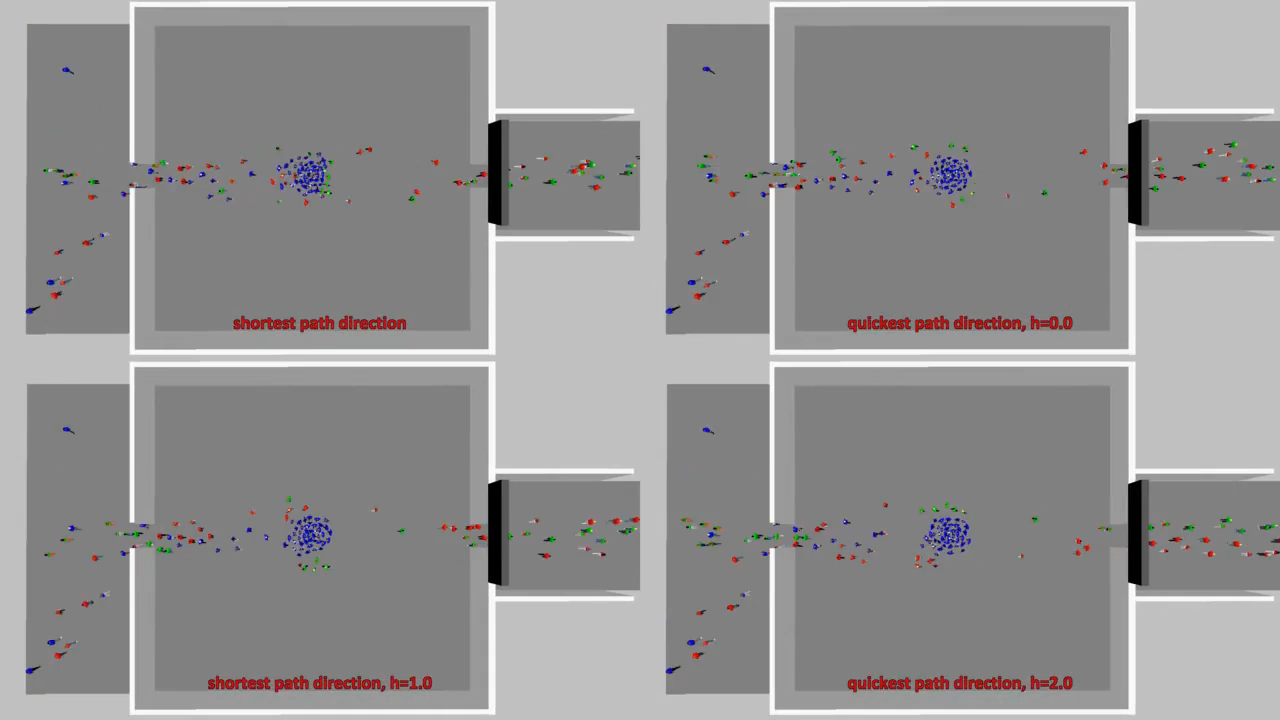 shortest path direction
quickest path direction, h=0.0
shortest path direction, h=1.0
quickest path direction, h=2.0